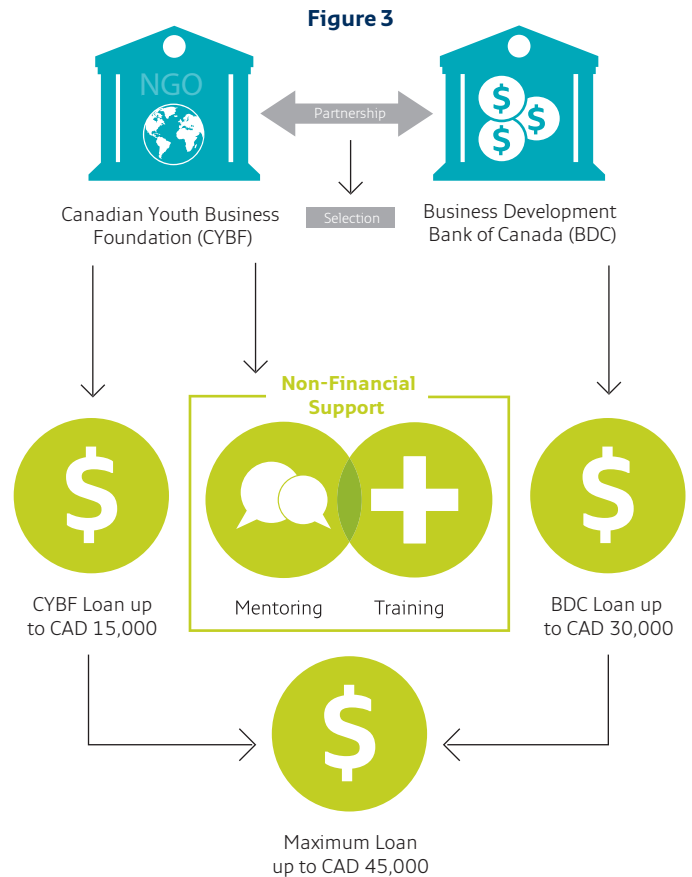 Figure 3
NGO
Partnership
$
$
$
Canadian Youth Business
Foundation (CYBF)
Selection
Business Development
Bank of Canada (BDC)
Non-Financial
Support
$
$
CYBF Loan up
to CAD 15,000
Mentoring
Training
BDC Loan up
to CAD 30,000
$
Maximum Loan
up to CAD 45,000